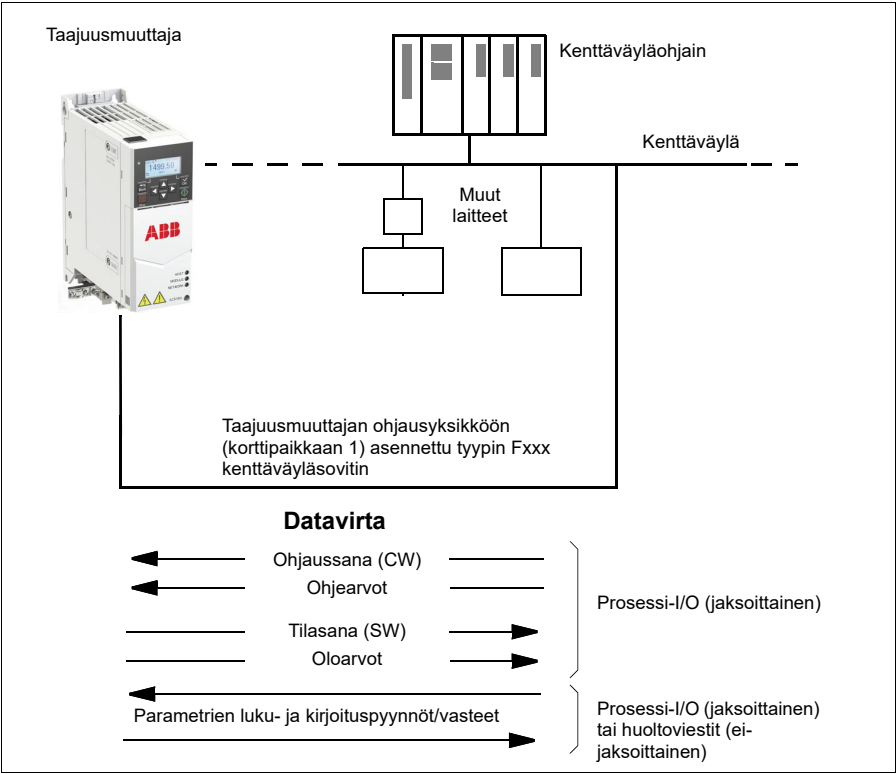 Taajuusmuuttaja
Kenttäväyläohjain
Kenttäväylä
Muut
laitteet
ABB
Taajuusmuuttajan ohjausyksikköön
(korttipaikkaan 1) asennettu tyypin Fxxx
kenttäväyläsovitin
Datavirta
Ohjaussana (CW)
Ohjearvot
Tilasana (SW)
Oloarvot
Prosessi-I/O (jaksoittainen)
Parametrien luku- ja kirjoituspyynnöt/vasteet
Prosessi-I/O (jaksoittainen)
tai huoltoviestit (ei-
jaksoittainen)